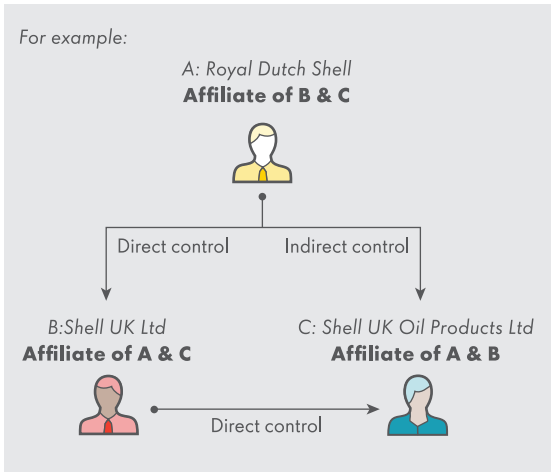 For example:
A: Royal Dutch Shell
Affiliate of B & C
Direct control
Indirect control
B:Shell UK Ltd
Affiliate of A & C
C: Shell UK Oil Products Ltd
Affiliate of A & B
Direct control